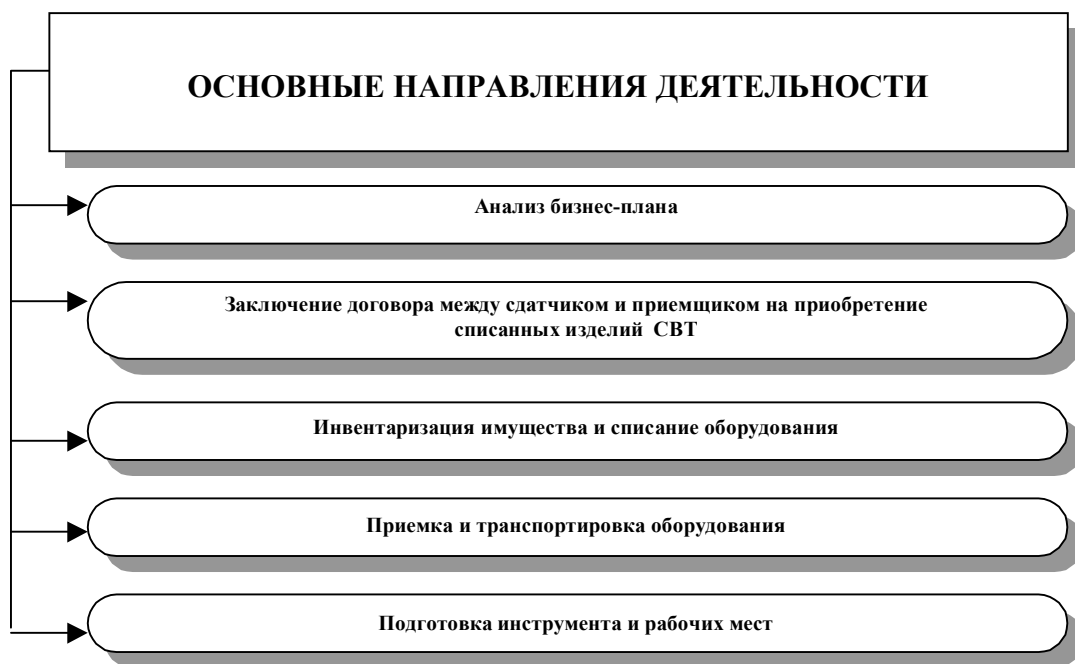 ОСНОВНЫЕ НАПРАВЛЕНИЯ ДЕЯТЕЛЬНОСТИ
Анализ бизнес-плана
Заключение договора между сдатчиком и приемщиком на приобретение
списанных изделий СВТ
Инвентаризация имущества и списание оборудования
Приемка и транспортировка оборудования
Подготовка инструмента и рабочих мест